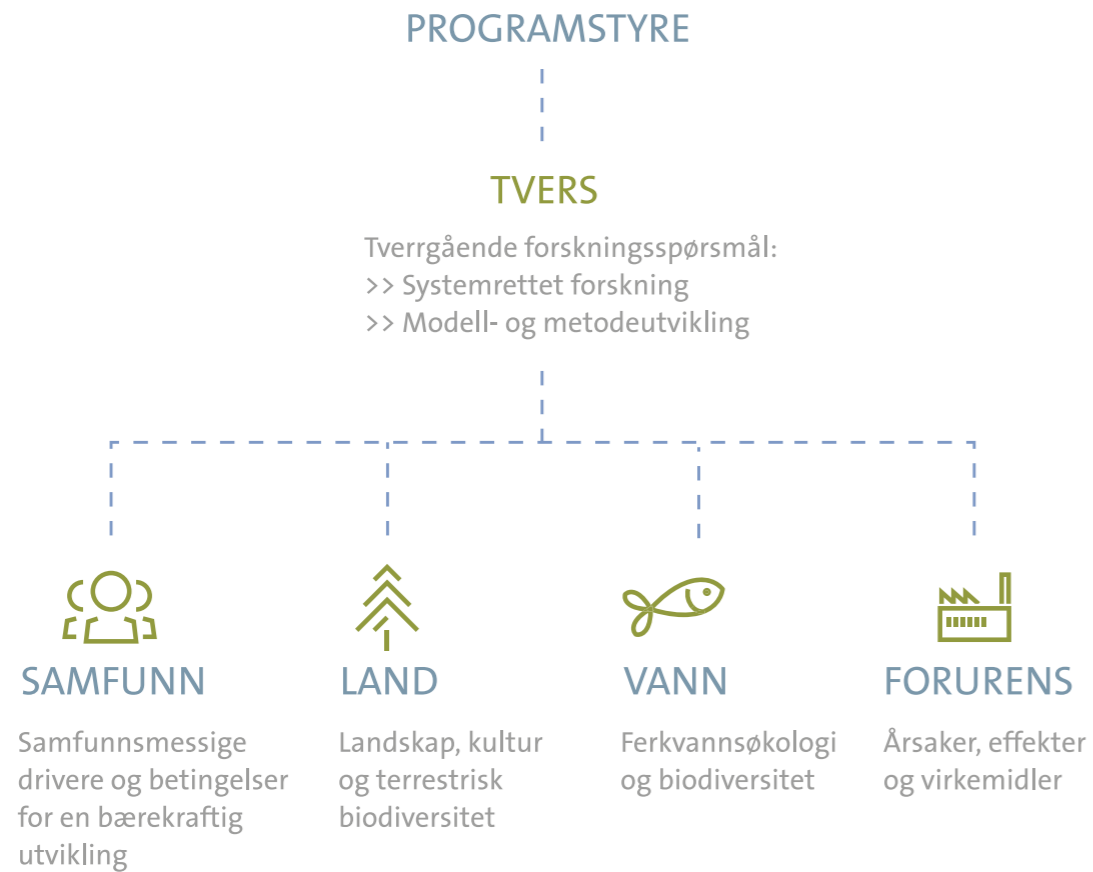 PROGRAMSTYRE
TVERS
Tverrgående forskningsspørsmål:
>> Systemrettet forskning
>> Modell- og metodeutvikling
SAMFUNN
Samfunnsmessige
drivere og betingelser
for en bærekraftig
utvikling
LAND
Landskap, kultur
og terrestrisk
biodiversitet
VANN
Ferkvannsøkologi
og biodiversitet
FORURENS
Årsaker, effekter
og virkemidler